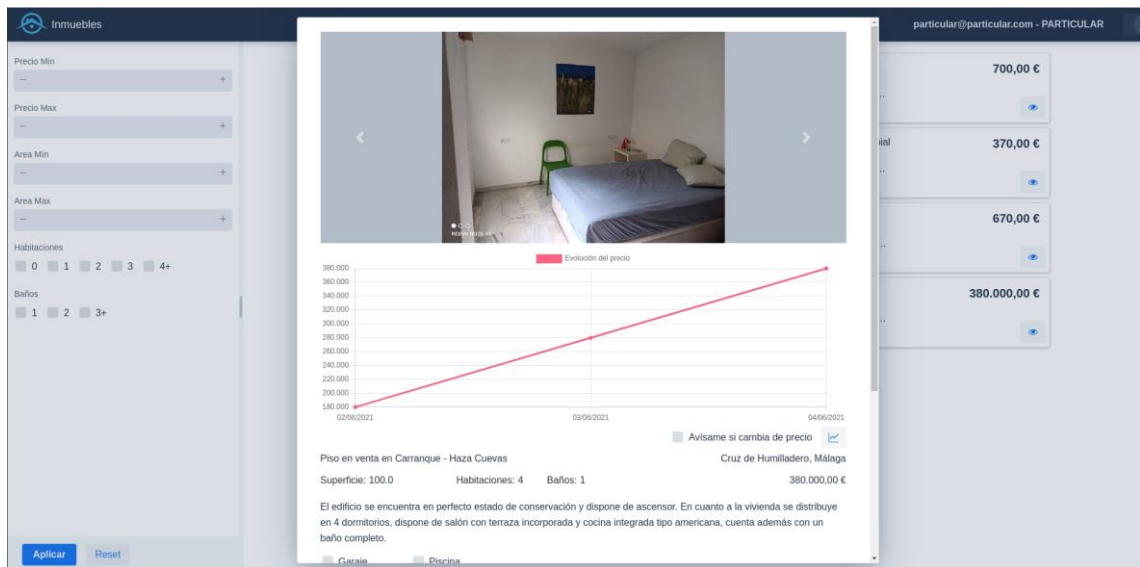 Inmuebles
particular@particular.com - PARTICULAR
Precio Min
Precio Max
Area Min
Area Max
Habitaciones
0 1 2 3 4+
Baños
1 2 3+
Aplicar Reset
Evolución del precio
380.000
360.000
340.000
320.000
300.000
280.000
260.000
240.000
220.000
200.000
180.000
02/06/2021 03/06/2021 04/06/2021
Avísame si cambia de precio
Piso en venta en Carranque - Haza Cuevas Cruz de Humilladero, Málaga
Superficie: 100.0 Habitaciones: 4 Baños: 1 380.000,00 €
El edificio se encuentra en perfecto estado de conservación y dispone de ascensor. En cuanto a la vivienda se distribuye
en 4 dormitorios, dispone de salón con terraza incorporada y cocina integrada tipo americana, cuenta además con un
baño completo.
Garaje Piscina
700,00 €
370,00 €
670,00 €
380.000,00 €